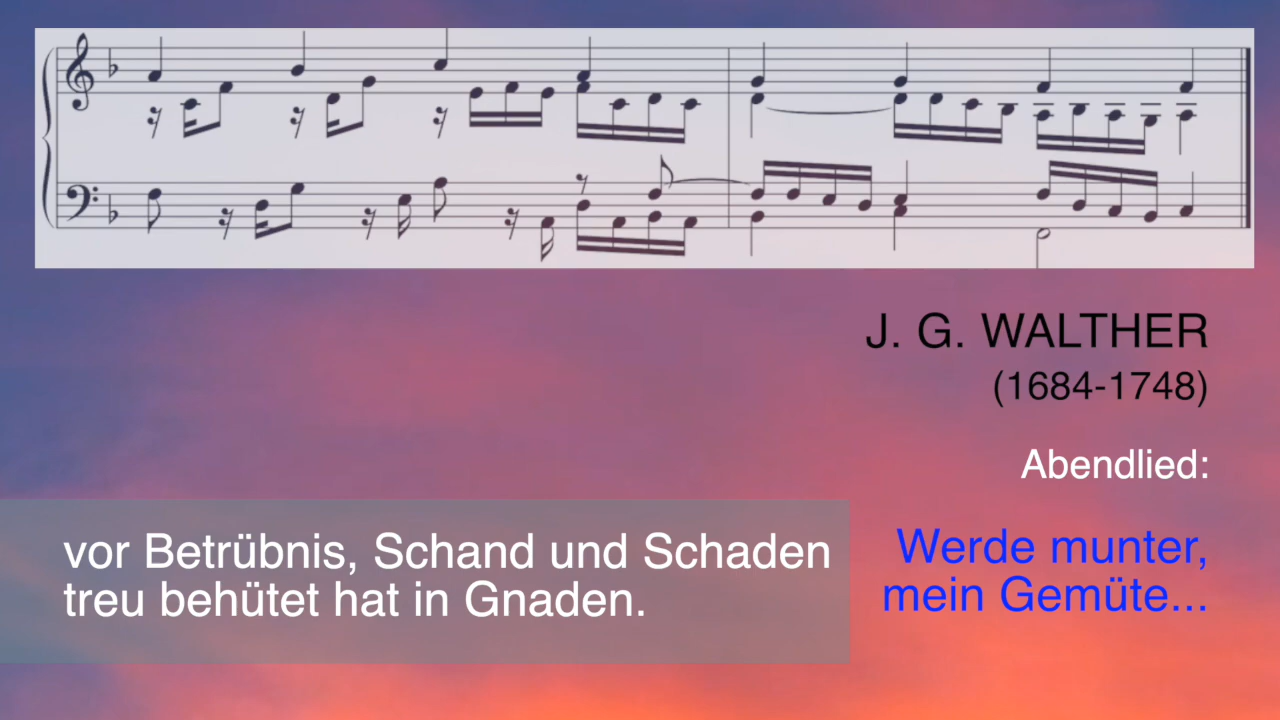 J. G. WALTHER
(1684-1748)
Abendlied:
Werde munter,
mein Gemüte...
vor Betrübnis, Schand und Schaden
treu behütet hat in Gnaden.